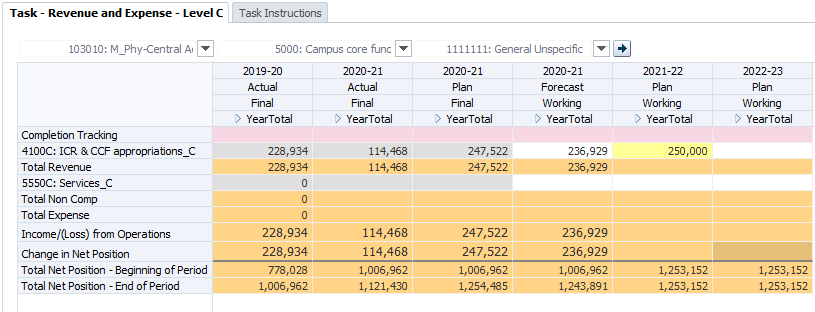 Task - Revenue and Expense - Level C Task Instructions
103010: M_Phy-Central 5000: Campus core fund 1111111: General Unspecific
2019-20 2020-21 2020-21 2020-21 2021-22 2022-23
Actual Actual Plan Forecast Plan Plan
Final Final Final Working Working Working
YearTotal YearTotal YearTotal YearTotal YearTotal YearTotal
Completion Tracking
4100C: ICR & CCF appropriations_C 228,934 114,468 247,522 236,929 250,000
Total Revenue 228,934 114,468 247,522 236,929
5550C: Services_C 0
Total Non Comp 0
Total Expense 0
Income/(Loss) from Operations 228,934 114,468 247,522 236,929
Change in Net Position 228,934 114,468 247,522 236,929
Total Net Position - Beginning of Period 778,028 1,006,962 1,006,962 1,006,962 1,253,152 1,253,152
Total Net Position - End of Period 1,006,962 1,121,430 1,254,485 1,243,891 1,253,152 1,253,152